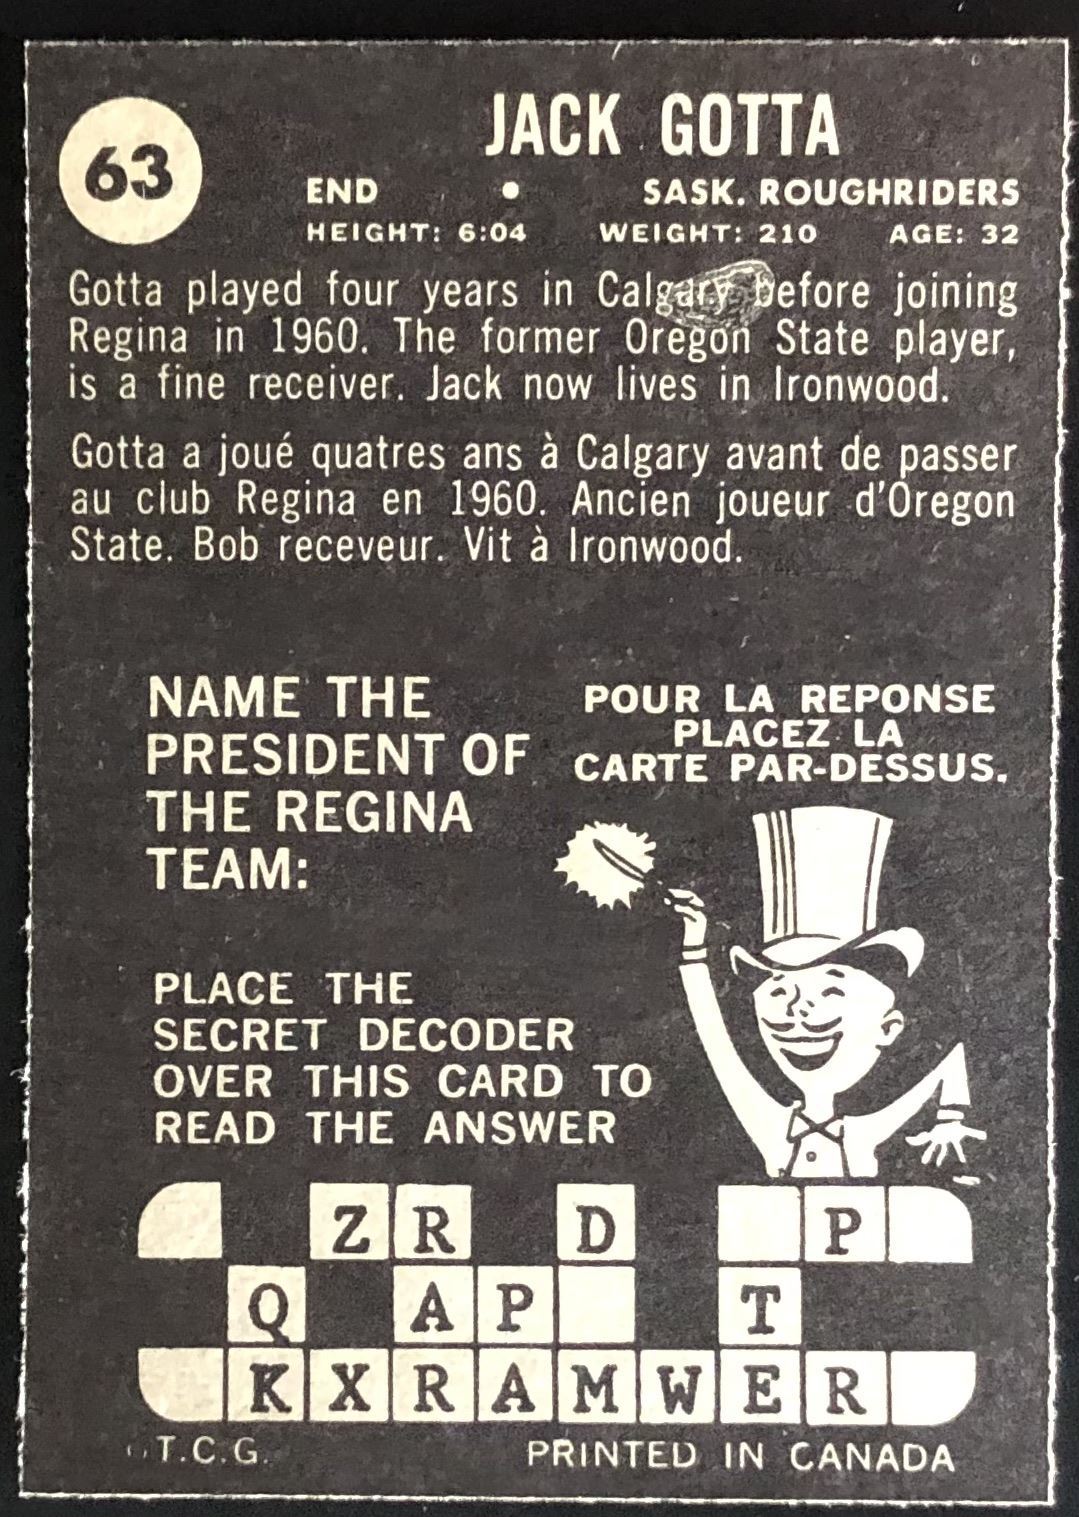 63
JACK GOTTA
END • SASK. ROUGHRIDERS
HEIGHT: 6:04 WEIGHT: 210 AGE: 32
Gotta played four years in Calgary before joining
Regina in 1960. The former Oregon State player,
is a fine receiver. Jack now lives in Ironwood.
Gotta a joué quatres ans à Calgary avant de passer
au club Regina en 1960. Ancien joueur d'Oregon
State. Bob receveur. Vit à Ironwood.
NAME THE
PRESIDENT OF
THE REGINA
TEAM:
POUR LA REPONSE
PLACEZ LA
CARTE PAR-DESSUS.
PLACE THE
SECRET DECODER
OVER THIS CARD TO
READ THE ANSWER
Z R D P
Q A P T
K X R A M W E R
T.C.G.
PRINTED IN CANADA